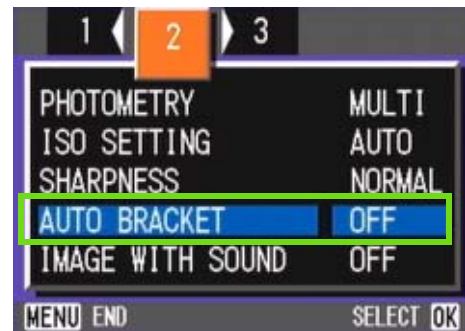 1 2 3
PHOTOMETRY MULTI
ISO SETTING AUTO
SHARPNESS NORMAL
AUTO BRACKET OFF
IMAGE WITH SOUND OFF
MENU END SELECT OK